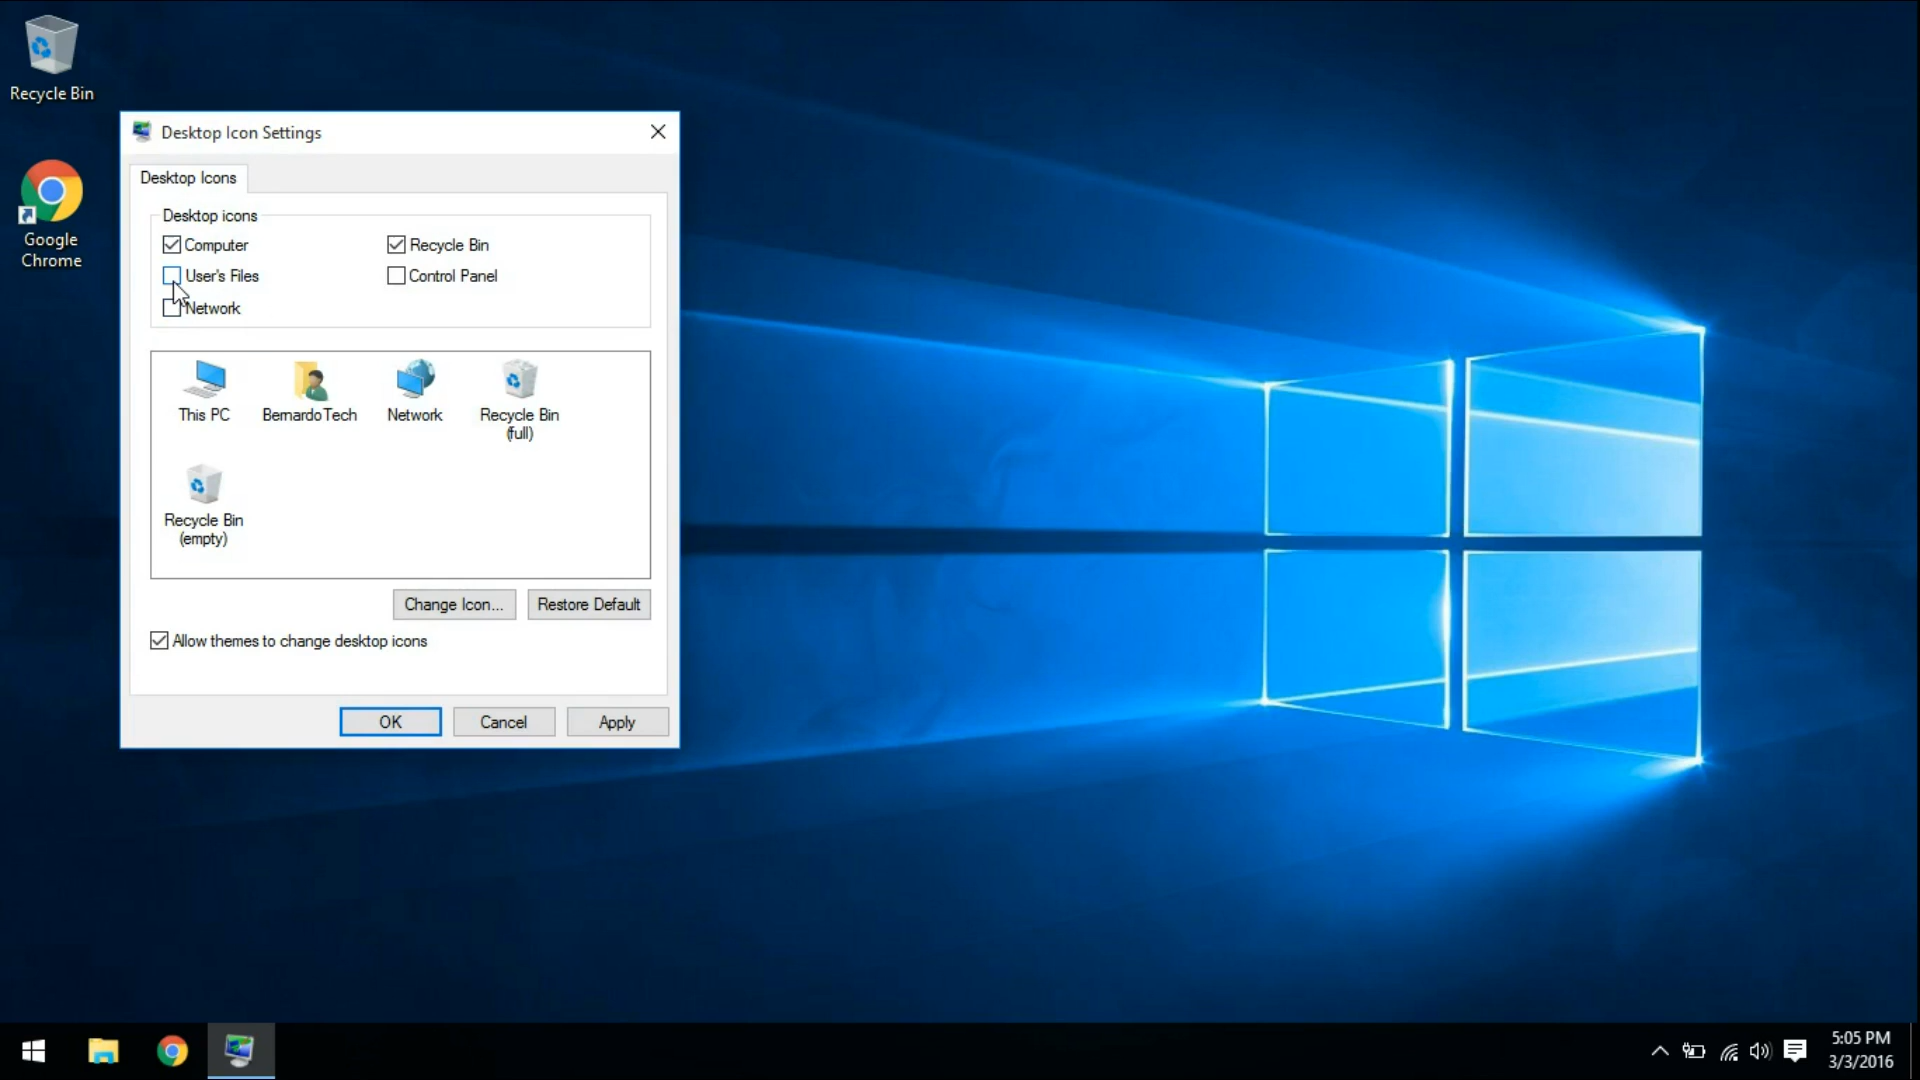 Recycle Bin
Google
Chrome
Desktop Icon Settings
Desktop Icons
Desktop icons
Computer
Recycle Bin
User's Files
Control Panel
Network
This PC
BernardoTech
Network
Recycle Bin
(full)
Recycle Bin
(empty)
Change Icon...
Restore Default
Allow themes to change desktop icons
OK
Cancel
Apply
5:05 PM
3/3/2016